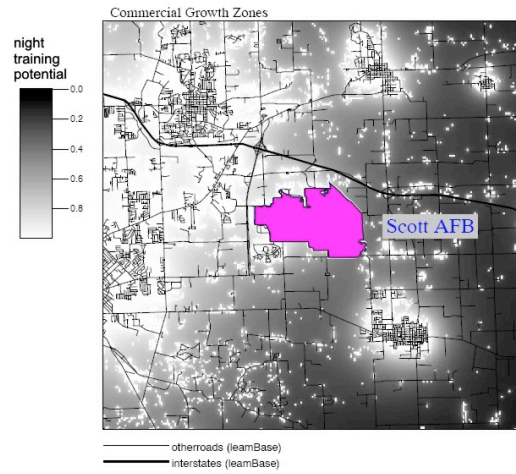 Commercial Growth Zones
night
training
potential
0.0
0.2
0.4
0.6
0.8
Scott AFB
otherroads (leamBase)
interstates (leamBase)